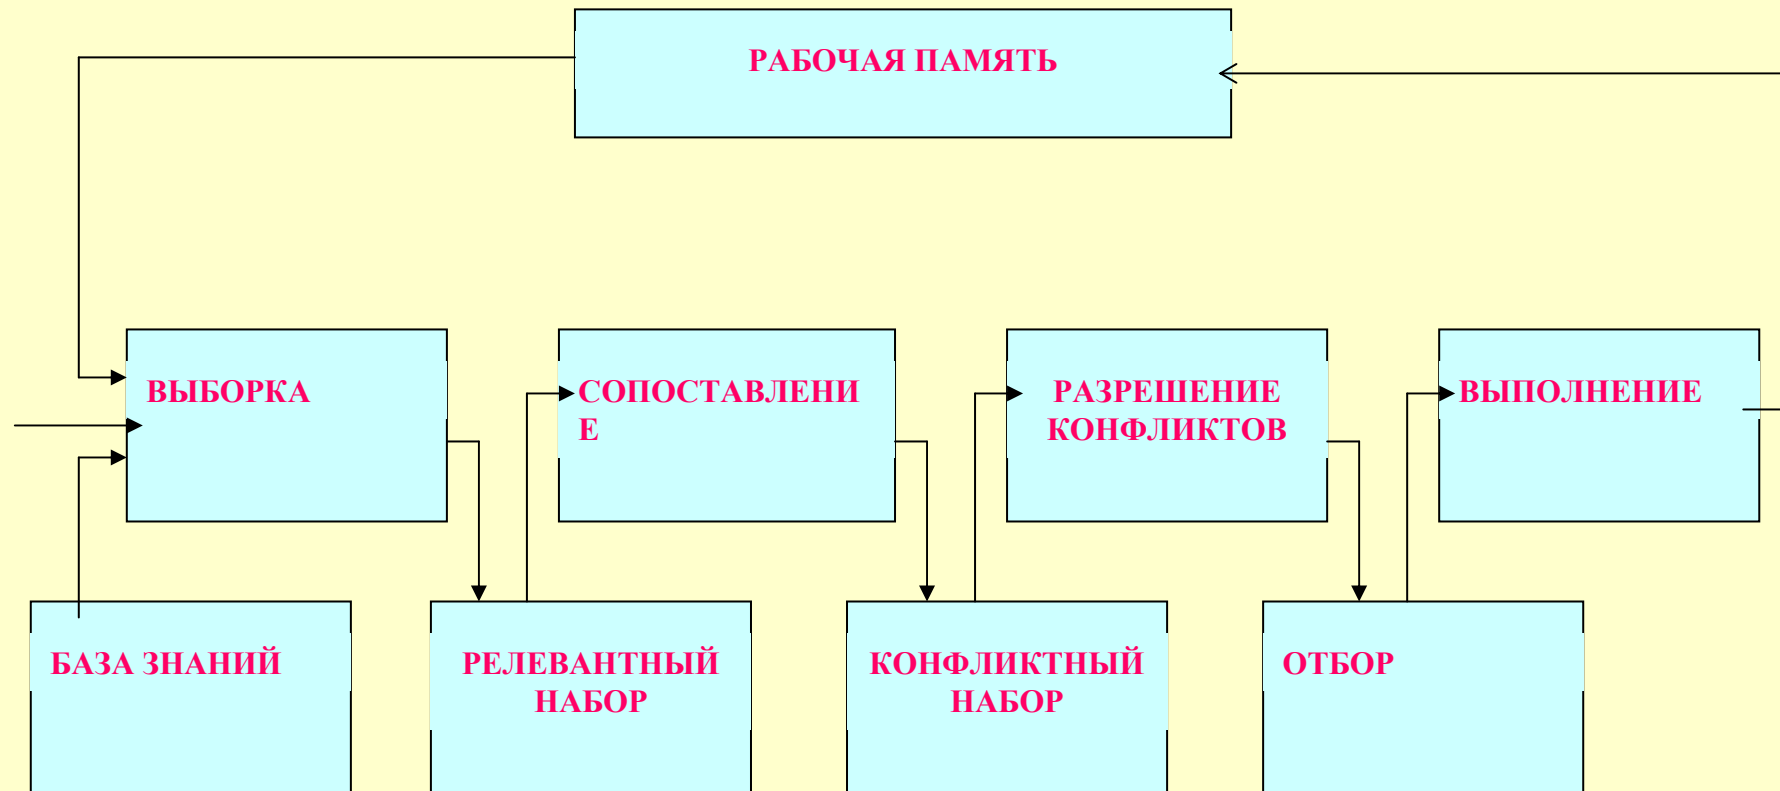 РАБОЧАЯ ПАМЯТЬ
ВЫБОРКА
СОПОСТАВЛЕНИ
Е
РАЗРЕШЕНИЕ
КОНФЛИКТОВ
ВЫПОЛНЕНИЕ
БАЗА ЗНАНИЙ
РЕЛЕВАНТНЫЙ
НАБОР
КОНФЛИКТНЫЙ
НАБОР
ОТБОР